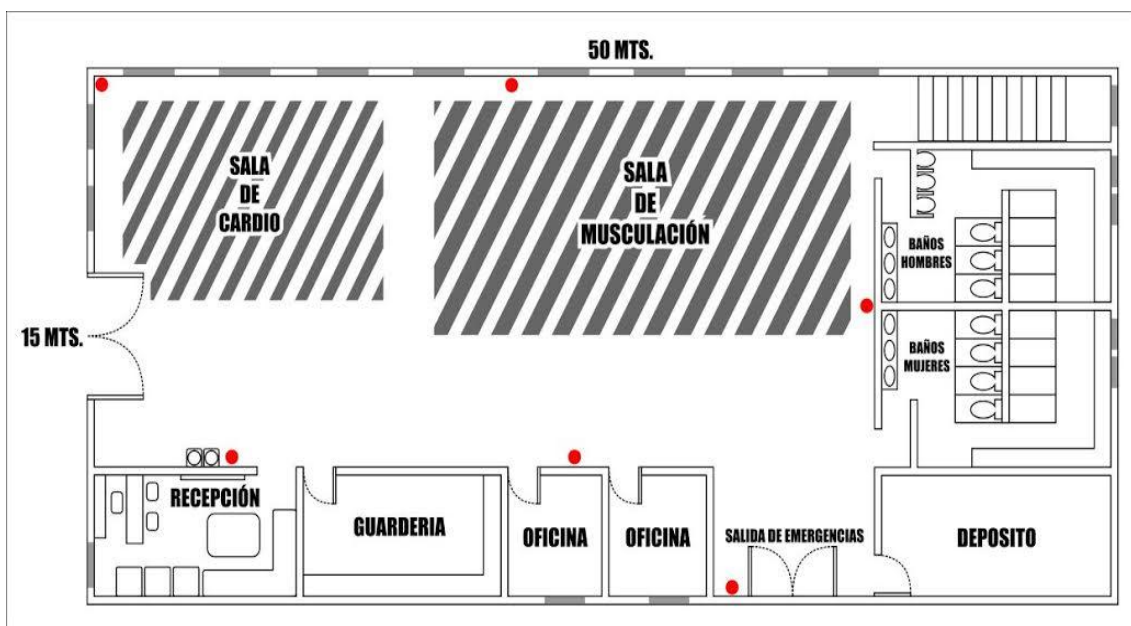 50 MTS.
SALA
DE
CARDIO
SALA
DE
MUSCULACIÓN
BAÑOS
HOMBRES
15 MTS.
BAÑOS
MUJERES
RECEPCIÓN
GUARDERIA
OFICINA
OFICINA
SALIDA DE EMERGENCIAS
DEPOSITO